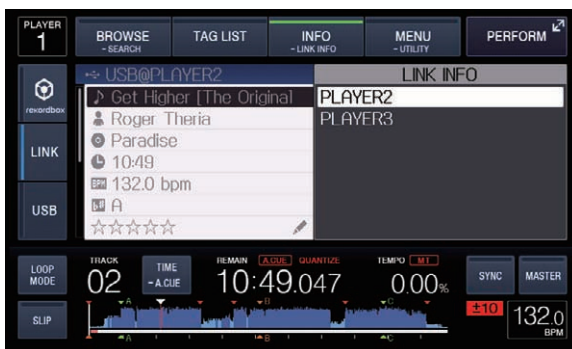 PLAYER
1
BROWSE
- SEARCH
TAG LIST
INFO
- LINK INFO
MENU
- UTILITY
PERFORM
rekordbox
LINK
USB
USB@PLAYER2
Get Higher [The Original
Roger Theria
Paradise
10:49
BPM 132.0 bpm
A
☆☆☆☆☆
LINK INFO
PLAYER2
PLAYER3
LOOP
MODE
TRACK
02
TIME
- A.CUE
REMAIN A.CUE QUANTIZE
10:49.047
TEMPO MT
0.00%
SYNC
MASTER
SLIP
A B C
A B C
±10
132.0
BPM